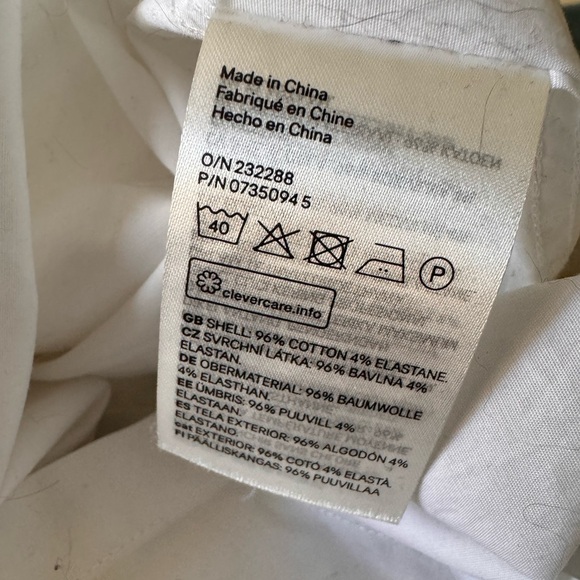 Made in China
Fabriqué en Chine
Hecho en China
O/N 232288
P/N 0735094 5
40
P
clevercare.info
GB SHELL: 96% COTTON 4% ELASTANE.
CZ SVRCHNÍ LÁTKA: 96% BAVLNA 4%
ELASTAN.
DE OBERMATERIAL: 96% BAUMWOLLE
4% ELASTHAN.
EE ÜMBRIS: 96% PUUVILL 4%
ELASTAAN.
ES TELA EXTERIOR: 96% ALGODÓN 4%
ELASTANO.
cat EXTERIOR: 96% COTÓ 4% ELASTÀ.
FI PÄÄLLISKANGAS: 96% PUUVILLAA